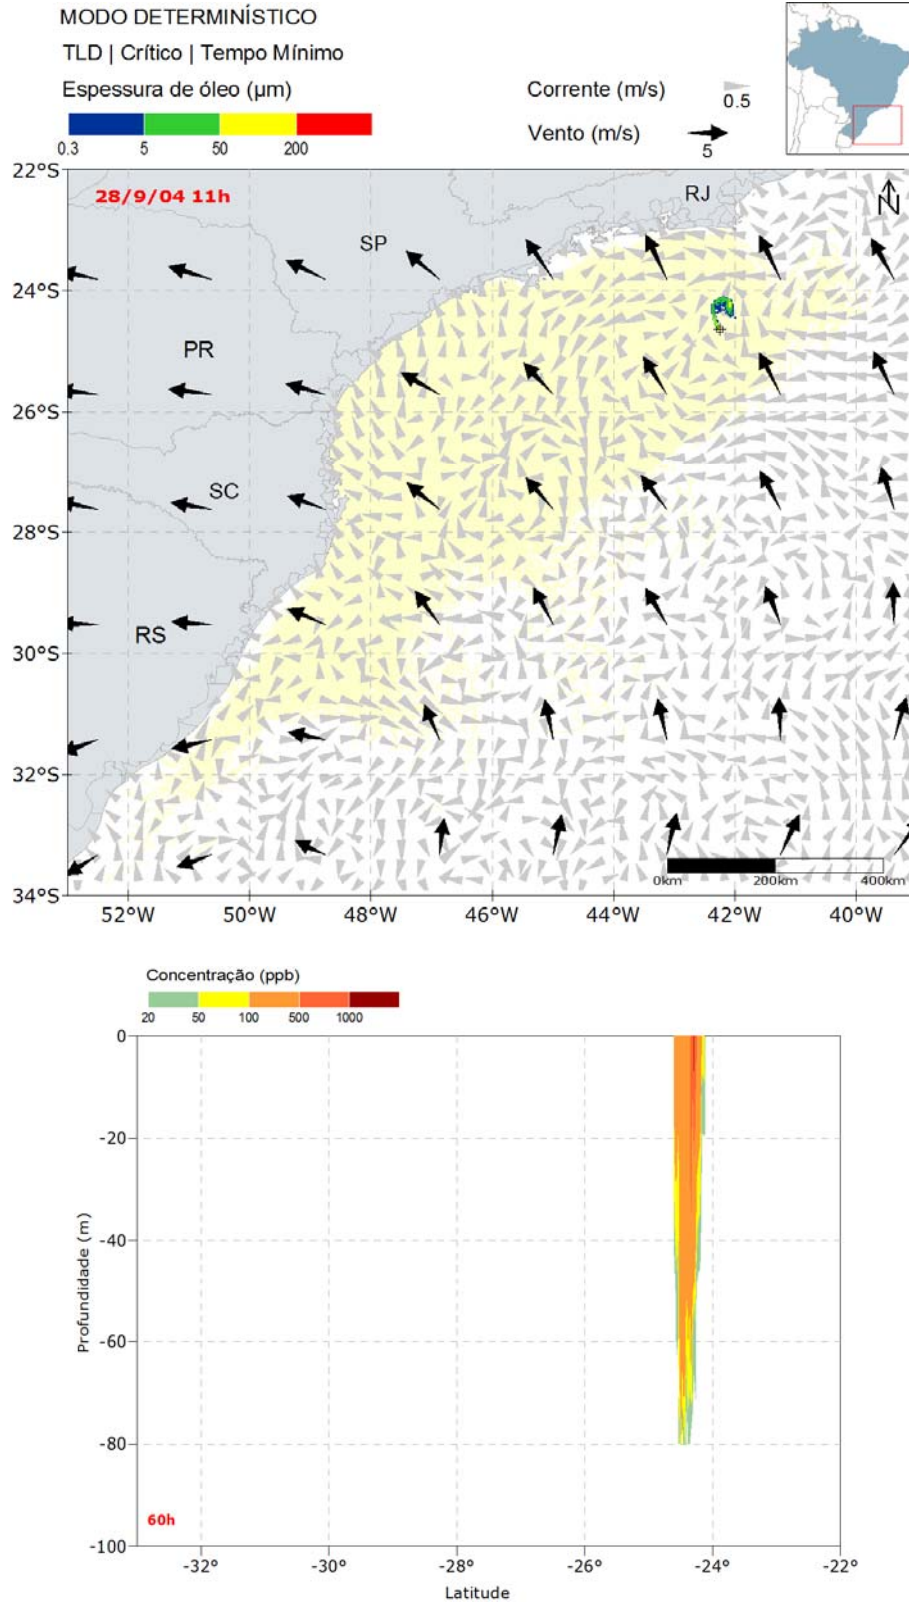 MODO DETERMINÍSTICO
TLD | Crítico | Tempo Mínimo
Espessura de óleo (µm)
0.3 5 50 200
Corrente (m/s) 0.5
Vento (m/s) 5
22°S
28/9/04 11h
RJ
N
SP
24°S
PR
26°S
SC
28°S
RS
30°S
32°S
0km 200km 400km
34°S
52°W 50°W 48°W 46°W 44°W 42°W 40°W
Concentração (ppb)
20 50 100 500 1000
0
-20
-40
Profundidade (m)
-60
-80
60h
-100
-32° -30° -28° -26° -24° -22°
Latitude